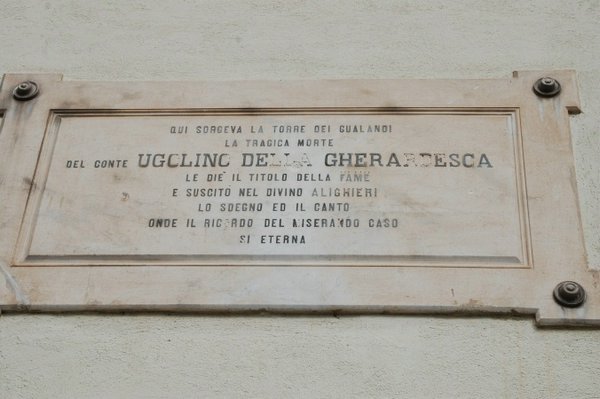 QUI SORGEVA LA TORRE DEI GUALANDI
LA TRAGICA MORTE
DEL CONTE UGOLINO DELLA GHERARDESCA
LE DIE' IL TITOLO DELLA FAME
E SUSCITÒ NEL DIVINO ALIGHIERI
LO SDEGNO ED IL CANTO
ONDE IL RICORDO DEL MISERANDO CASO
SI ETERNA